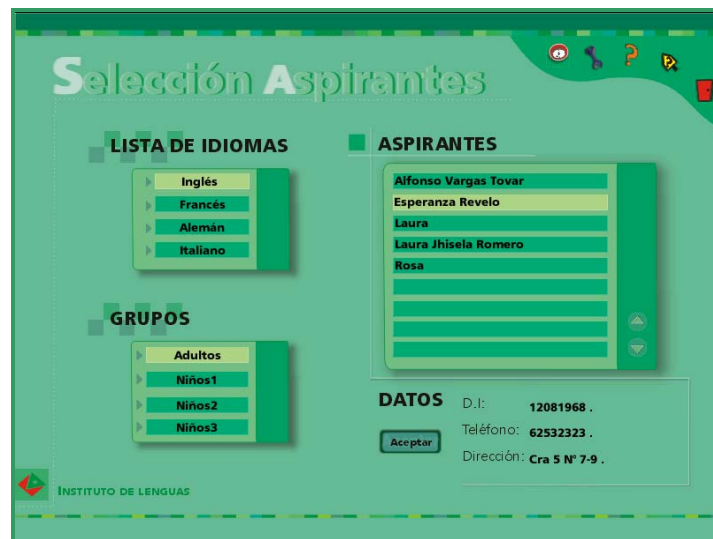 Selección Aspirantes
LISTA DE IDIOMAS
Inglés
Francés
Alemán
Italiano
GRUPOS
Adultos
Niños1
Niños2
Niños3
ASPIRANTES
Alfonso Vargas Tovar
Esperanza Revelo
Laura
Laura Jhisela Romero
Rosa
DATOS
Aceptar
D.I: 12081968 .
Teléfono: 62532323 .
Dirección: Cra 5 Nº 7-9 .
INSTITUTO DE LENGUAS